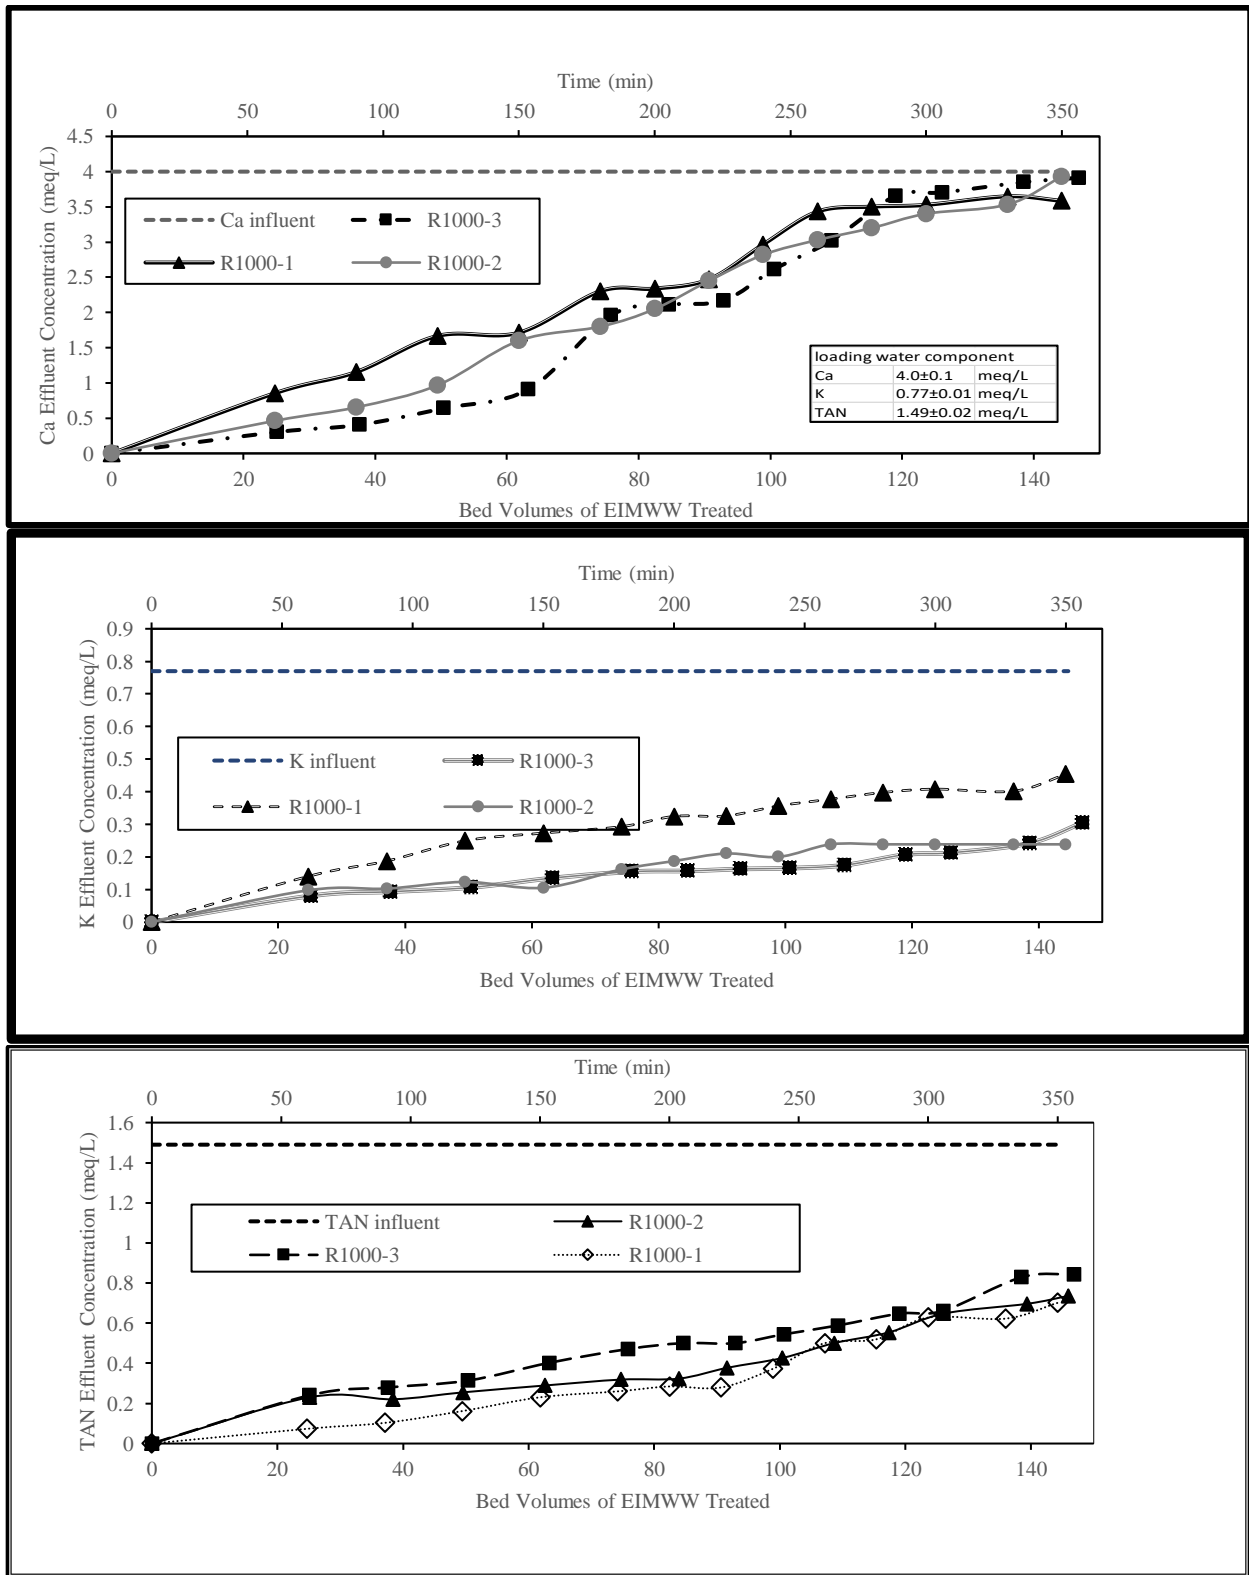 Time (min)
0 50 100 150 200 250 300 350
4.5
4
3.5
3
2.5
2
1.5
1
0.5
0
Ca Effluent Concentration (meq/L)
Ca influent R1000-3
R1000-1 R1000-2
loading water component
Ca 4.0±0.1 meq/L
K 0.77±0.01 meq/L
TAN 1.49±0.02 meq/L
0 20 40 60 80 100 120 140
Bed Volumes of EIMWW Treated
Time (min)
0 50 100 150 200 250 300 350
0.9
0.8
0.7
0.6
0.5
0.4
0.3
0.2
0.1
0
K Effluent Concentration (meq/L)
K influent R1000-3
R1000-1 R1000-2
0 20 40 60 80 100 120 140
Bed Volumes of EIMWW Treated
Time (min)
0 50 100 150 200 250 300 350
1.6
1.4
1.2
1
0.8
0.6
0.4
0.2
0
TAN Effluent Concentration (meq/L)
TAN influent R1000-2
R1000-3 R1000-1
0 20 40 60 80 100 120 140
Bed Volumes of EIMWW Treated